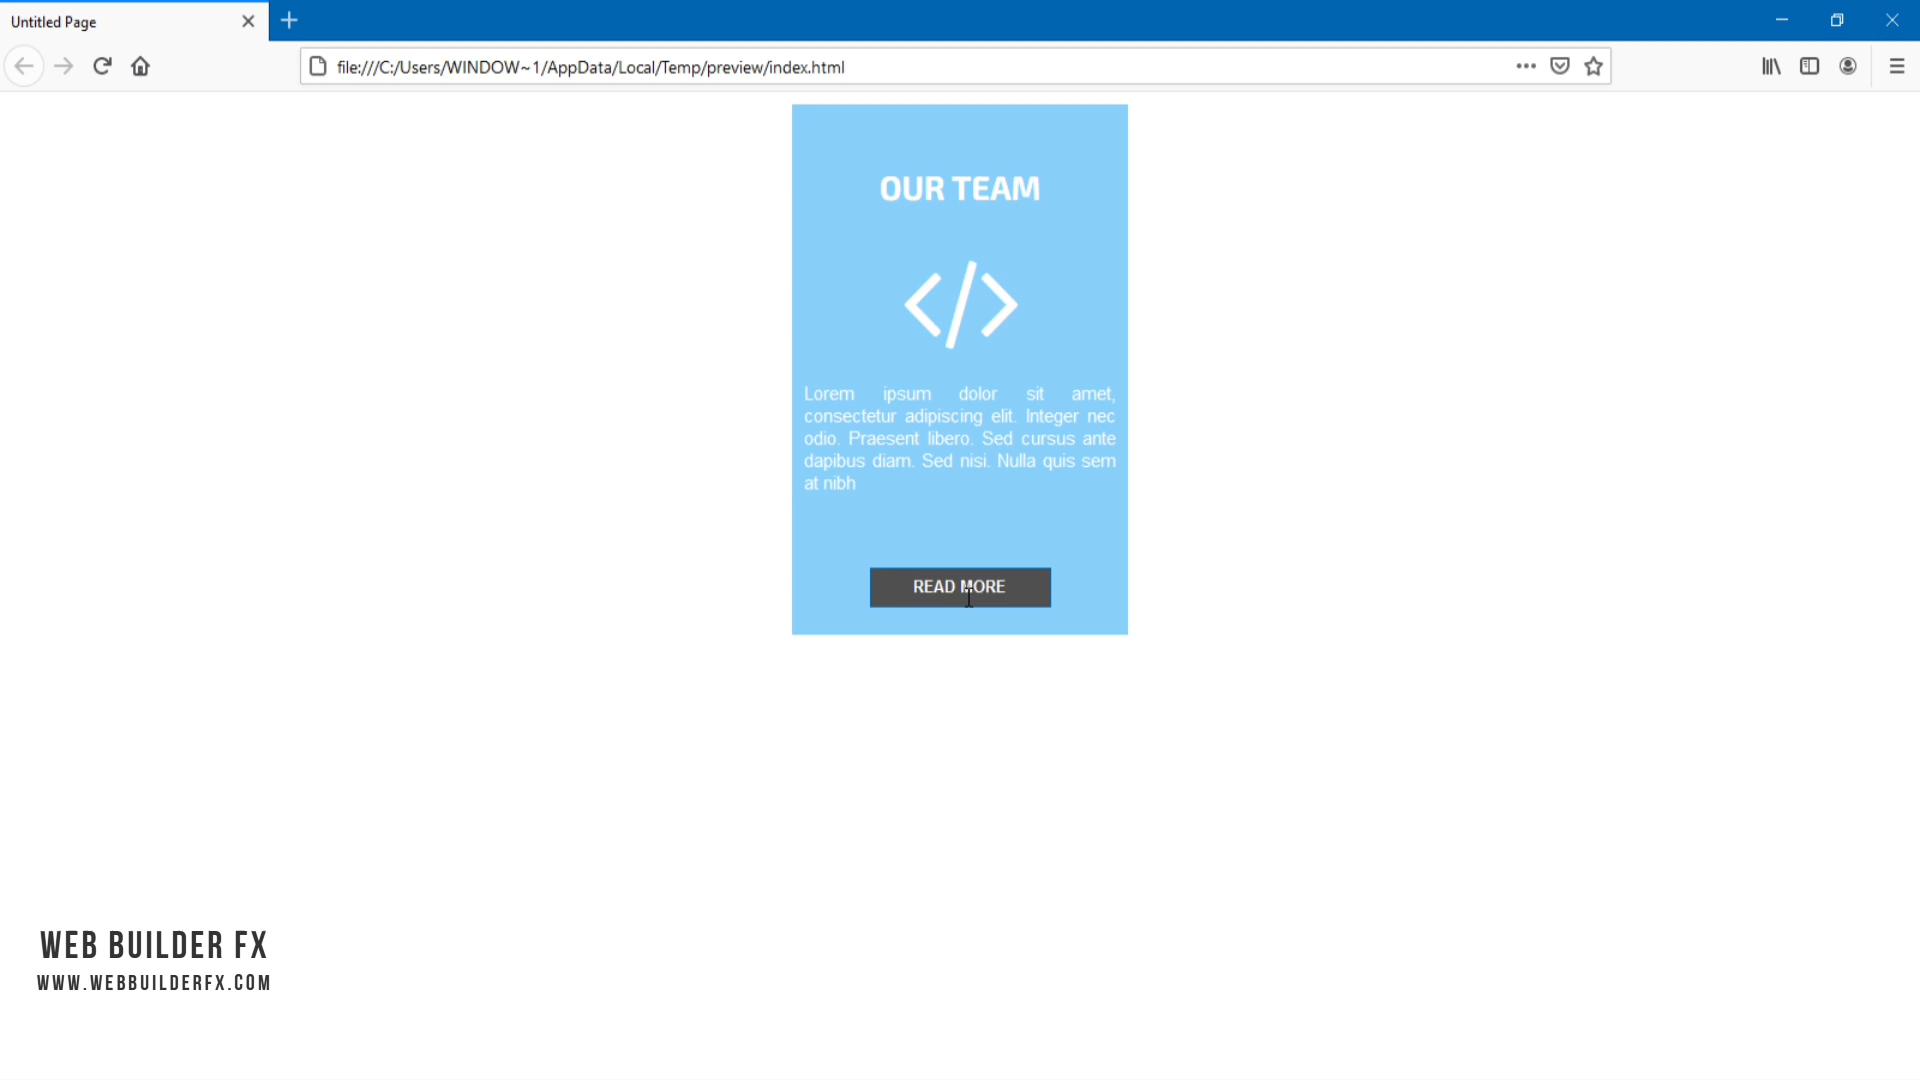 Untitled Page
file:///C:/Users/WINDOW~1/AppData/Local/Temp/preview/index.html
OUR TEAM
</>
Lorem ipsum dolor sit amet,
consectetur adipiscing elit. Integer nec
odio. Praesent libero. Sed cursus ante
dapibus diam. Sed nisi. Nulla quis sem
at nibh
READ MORE
WEB BUILDER FX
WWW.WEBBUILDERFX.COM